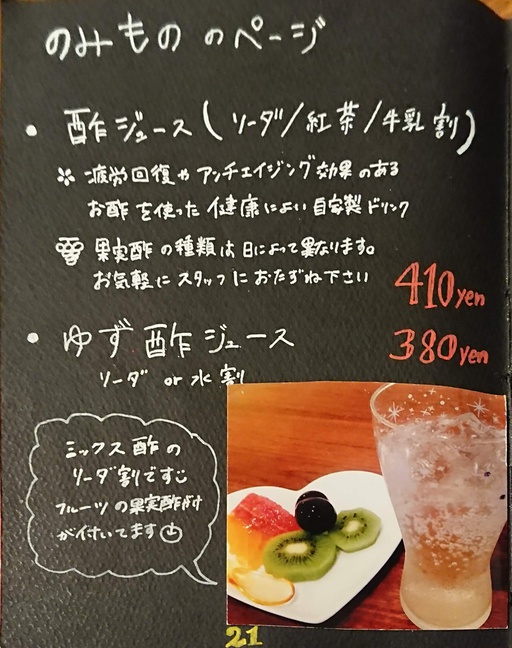 のみもの のページ
・ 酢ジュース(ソーダ/紅茶/牛乳 割)
※ 疲労回復やアンチエイジング効果のある
お酢を使った健康によい自家製ドリンク
果実酢の種類は日によって異なります。
お気軽にスタッフにおたずね下さい
410yen
・ ゆず酢ジュース
380yen
ソーダ or 水割
ミックス酢の
ソーダ割です
フルーツの果実酢付
が付いてます
21